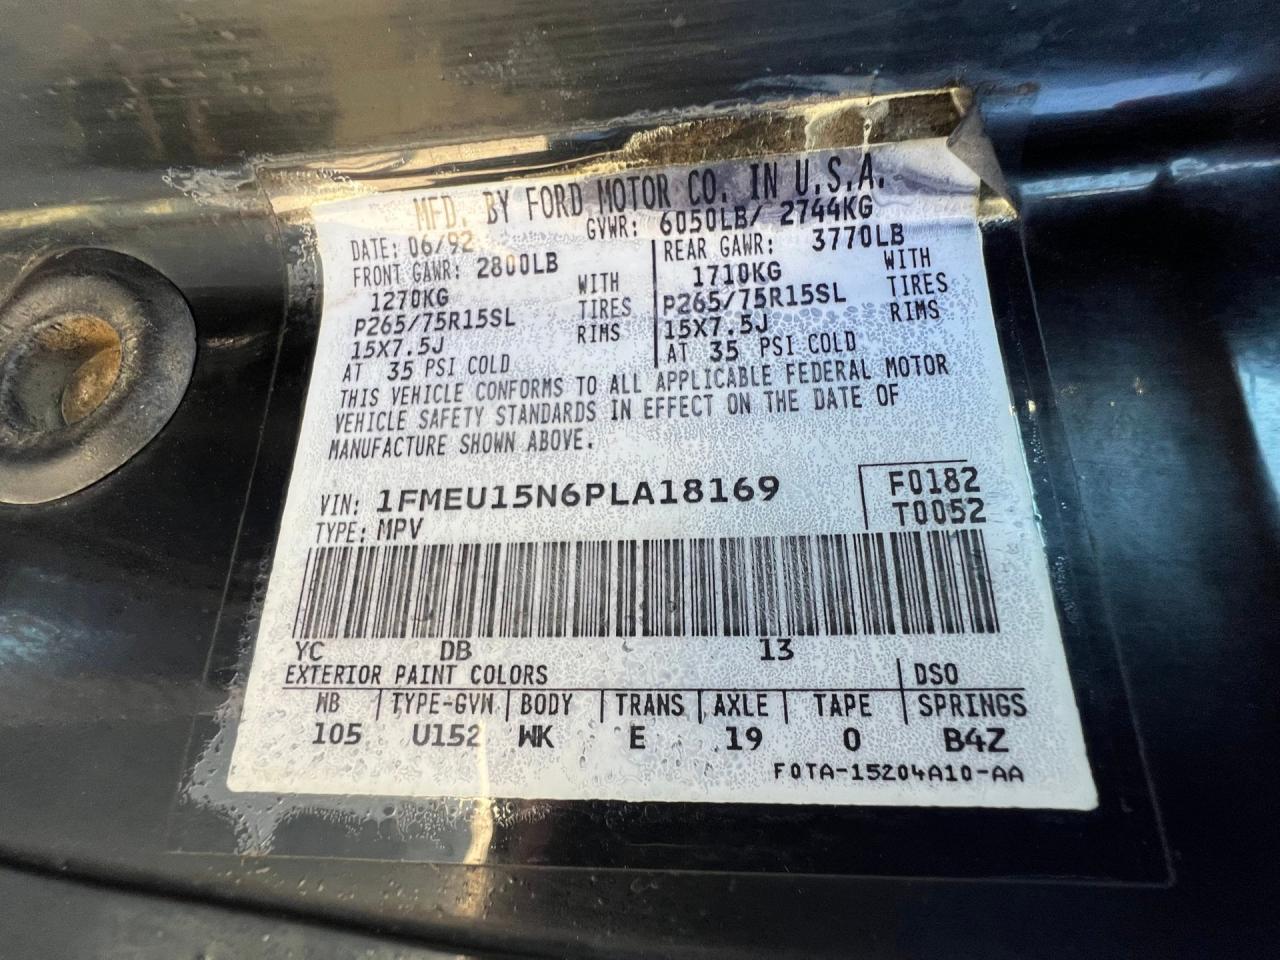 MFD. BY FORD MOTOR CO. IN U.S.A.
DATE: 06/92 GVWR: 6050LB/ 2744KG
FRONT GAWR: 2800LB REAR GAWR: 3770LB
1270KG WITH 1710KG WITH
P265/75R15SL TIRES P265/75R15SL TIRES
15X7.5J RIMS 15X7.5J RIMS
AT 35 PSI COLD AT 35 PSI COLD
THIS VEHICLE CONFORMS TO ALL APPLICABLE FEDERAL MOTOR
VEHICLE SAFETY STANDARDS IN EFFECT ON THE DATE OF
MANUFACTURE SHOWN ABOVE.
VIN: 1FMEU15N6PLA18169 F0182
TYPE: MPV T0052
YC DB 13
EXTERIOR PAINT COLORS DSO
WB TYPE-GVW BODY TRANS AXLE TAPE SPRINGS
105 U152 WK E 19 0 B4Z
F0TA-15204A10-AA